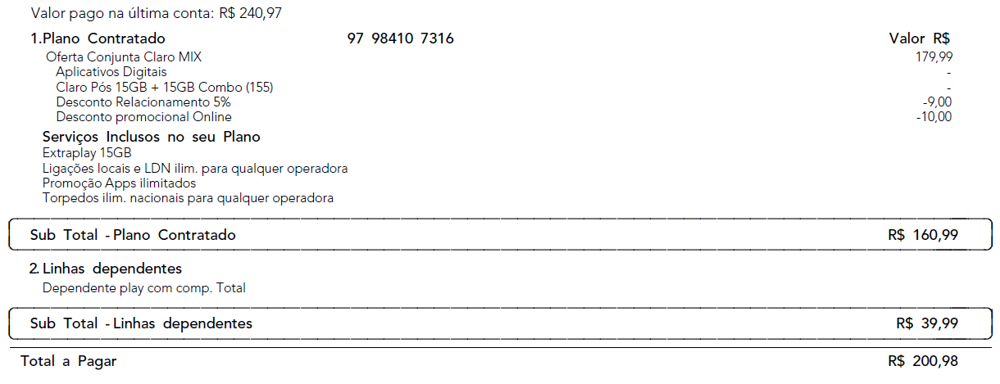 Valor pago na última conta: R$ 240,97
1.Plano Contratado 97 98410 7316 Valor R$
Oferta Conjunta Claro MIX 179,99
Aplicativos Digitais -
Claro Pós 15GB + 15GB Combo (155) -
Desconto Relacionamento 5% -9,00
Desconto promocional Online -10,00
Serviços Inclusos no seu Plano
Extraplay 15GB
Ligações locais e LDN ilim. para qualquer operadora
Promoção Apps ilimitados
Torpedos ilim. nacionais para qualquer operadora
Sub Total - Plano Contratado R$ 160,99
2. Linhas dependentes
Dependente play com comp. Total
Sub Total - Linhas dependentes R$ 39,99
Total a Pagar R$ 200,98